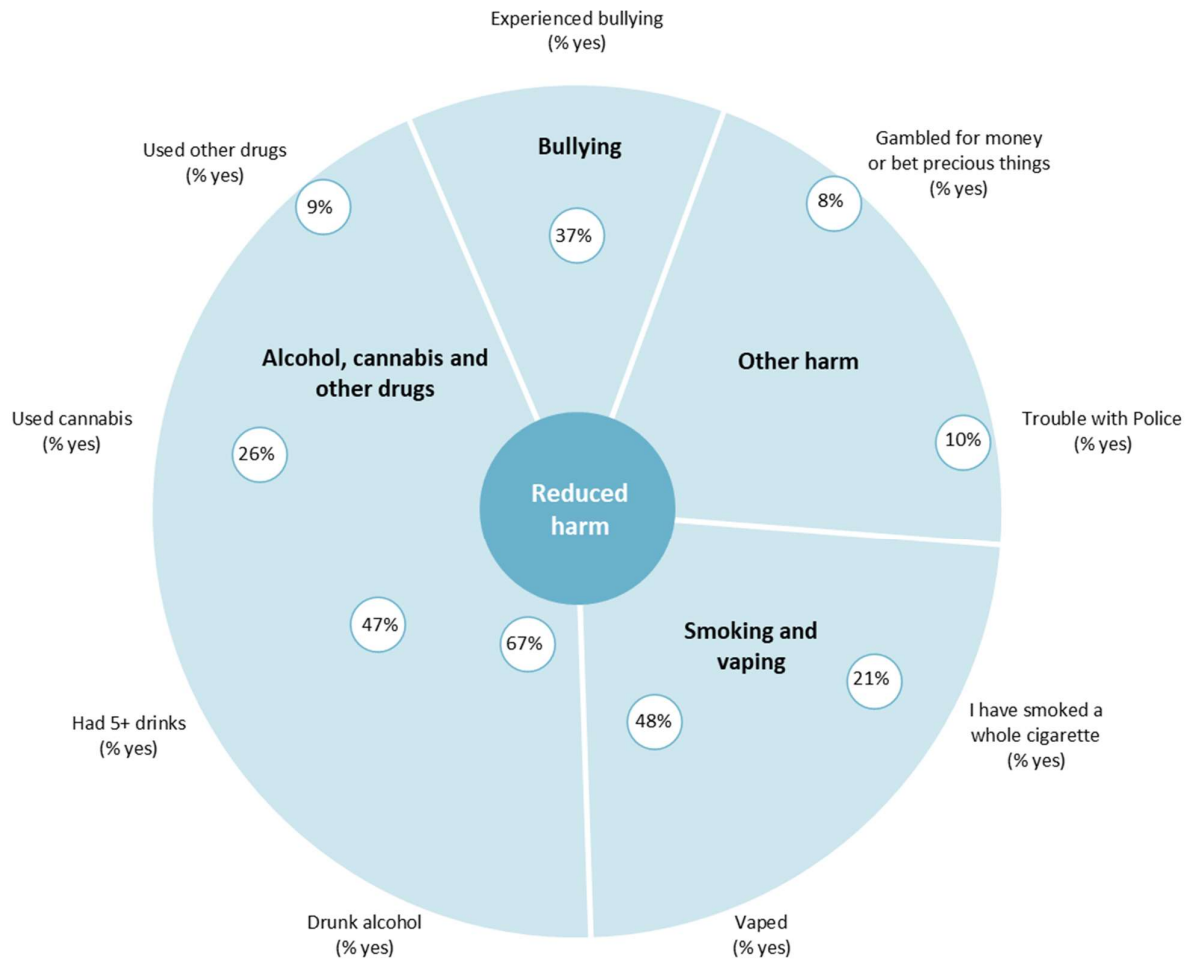 Experienced bullying
(% yes)
Bullying
37%
Gambled for money
or bet precious things
(% yes)
8%
Other harm
Trouble with Police
(% yes)
10%
Smoking and
vaping
21%
I have smoked a
whole cigarette
(% yes)
48%
Vaped
(% yes)
67%
Drunk alcohol
(% yes)
47%
Had 5+ drinks
(% yes)
26%
Used cannabis
(% yes)
Alcohol, cannabis and
other drugs
9%
Used other drugs
(% yes)
Reduced
harm